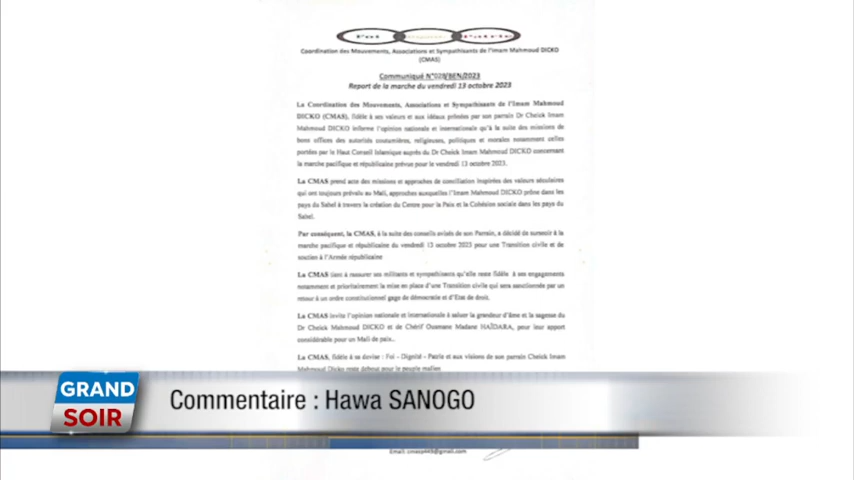 Foi Patrie
Coordination des Mouvements, Associations et Sympathisants de l'Imam Mahmoud DICKO
(CMAS)
Communiqué N°028/BEN/2023
Report de la marche du vendredi 13 octobre 2023
La Coordination des Mouvements, Associations et Sympathisants de l'Imam Mahmoud
DICKO (CMAS), fidèle à ses valeurs et aux idéaux prônées par son parrain Dr Cheick Imam
Mahmoud DICKO informe l'opinion nationale et internationale qu'à la suite des missions de
bons offices des autorités coutumières, religieuses, politiques et morales notamment celles
portées par le Haut Conseil Islamique auprès du Dr Cheick Imam Mahmoud DICKO concernant
la marche pacifique et républicaine prévue pour le vendredi 13 octobre 2023.
La CMAS prend acte des missions et approches de conciliation inspirées des valeurs séculaires
qui ont toujours prévalu au Mali, approches auxquelles l'Imam Mahmoud DICKO prône dans les
pays du Sahel à travers la création du Centre pour la Paix et la Cohésion sociale dans les pays du
Sahel.
Par conséquent, la CMAS, à la suite des conseils avisés de son Parrain, a décidé de surseoir à la
marche pacifique et républicaine du vendredi 13 octobre 2023 pour une Transition civile et de
soutien à l'Armée républicaine
La CMAS tient à rassurer ses militants et sympathisants qu'elle reste fidèle à ses engagements
notamment et prioritairement la mise en place d'une Transition civile qui sera sanctionnée par un
retour à un ordre constitutionnel gage de démocratie et d'Etat de droit.
La CMAS invite l'opinion nationale et internationale à saluer la grandeur d'âme et la sagesse du
Dr Cheick Mahmoud DICKO et de Chérif Ousmane Madane HAÏDARA, pour leur apport
considérable pour un Mali de paix..
La CMAS, fidèle à sa devise : Foi - Dignité - Patrie et aux visions de son parrain Cheick Imam
Mahmoud Dicko reste debout pour le peuple malien
GRAND
SOIR
Commentaire : Hawa SANOGO